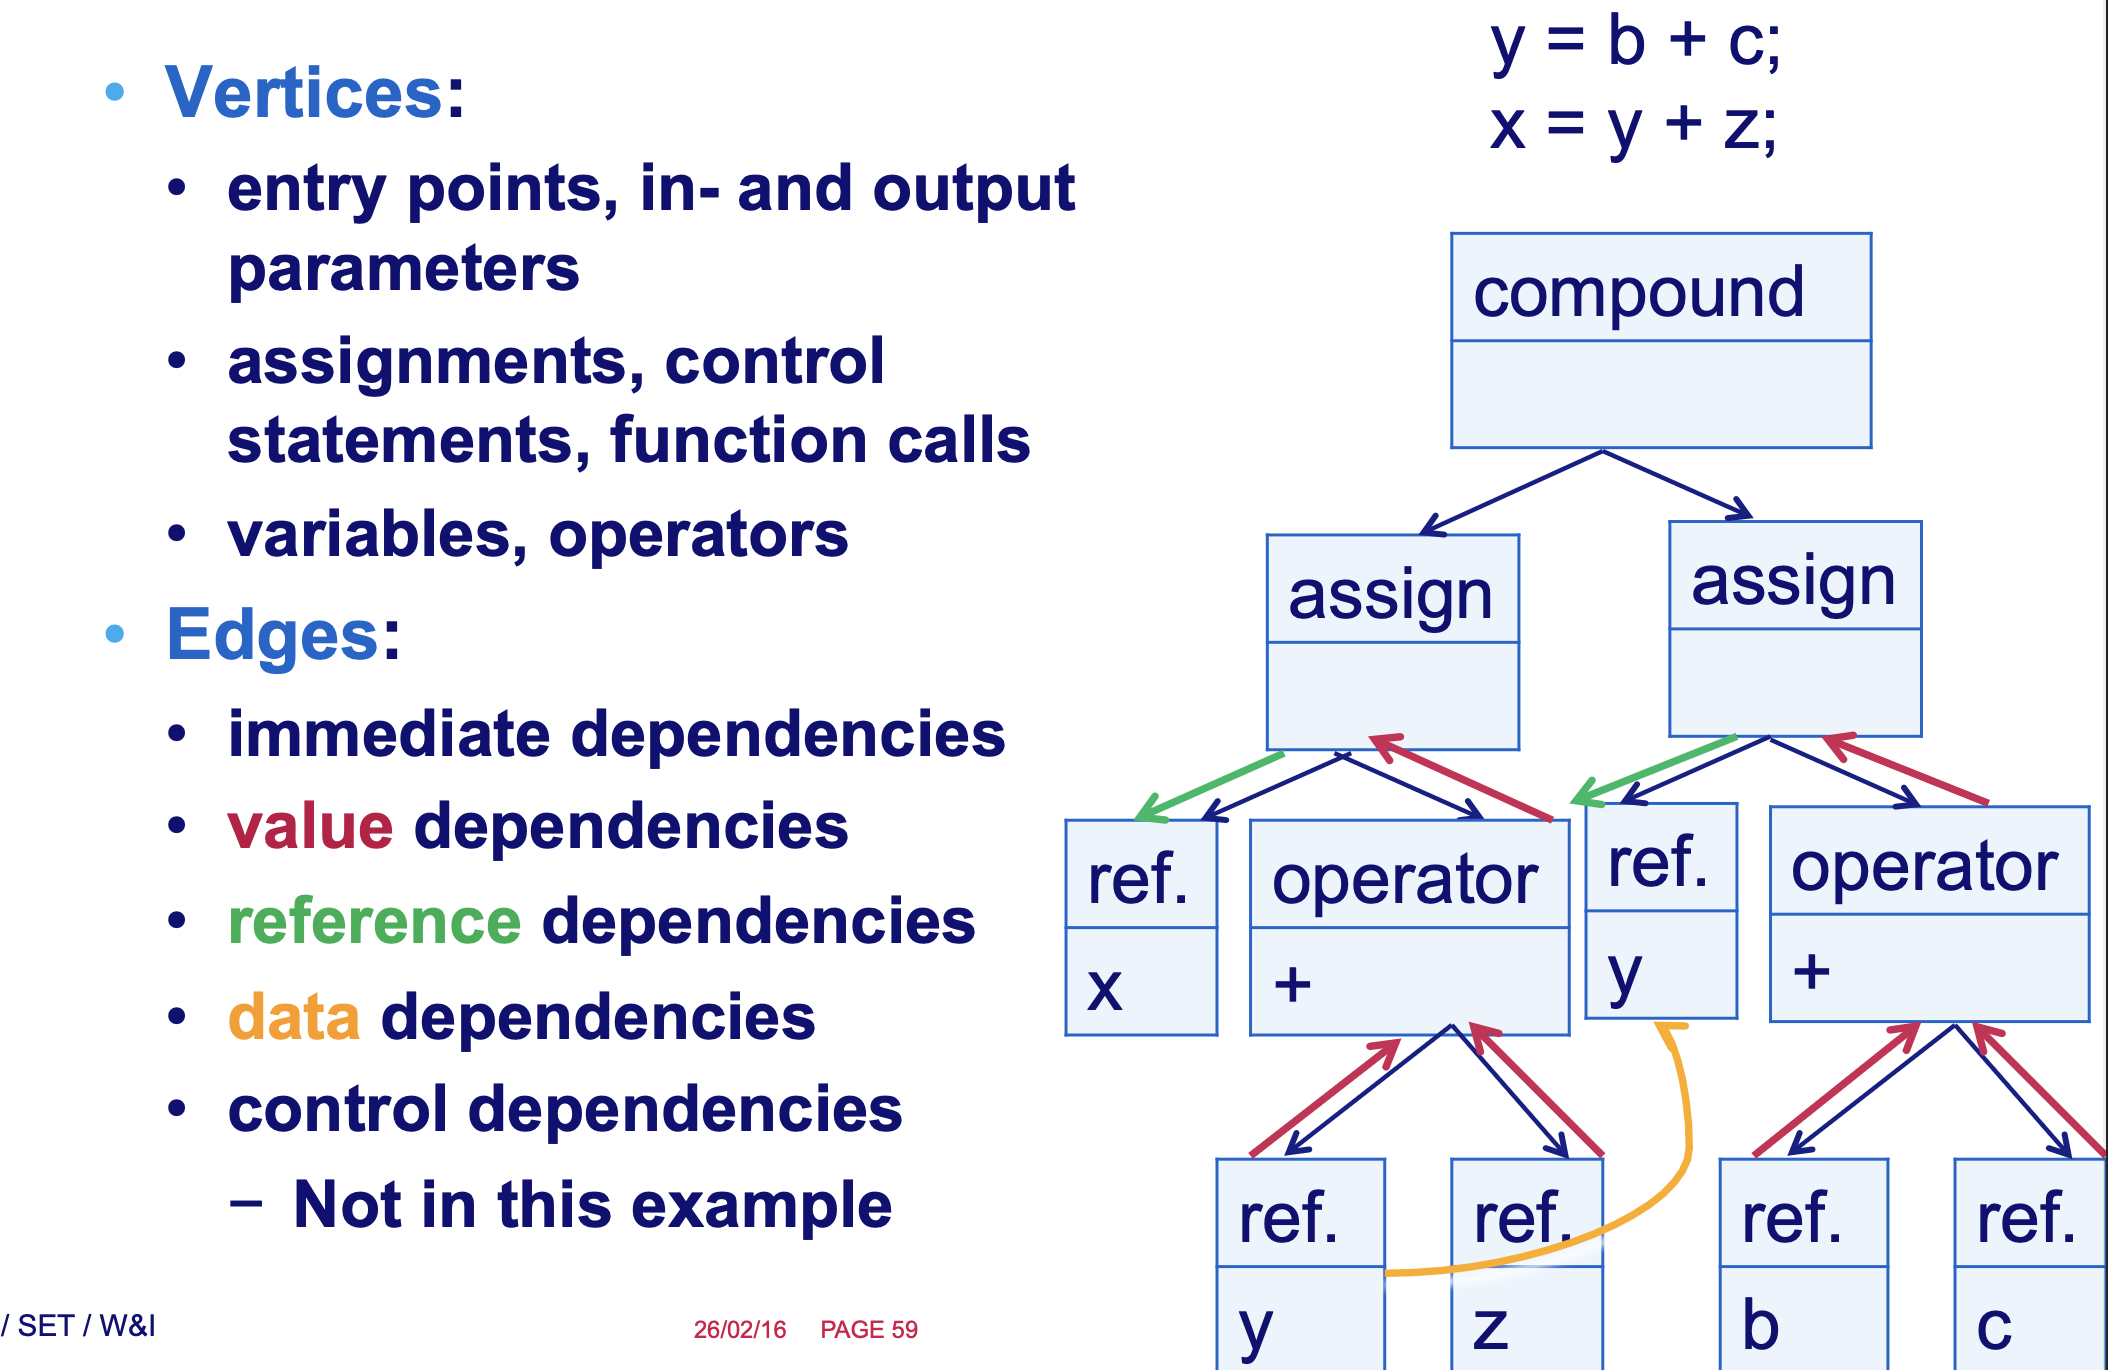 • Vertices:
• entry points, in- and output
parameters
• assignments, control
statements, function calls
• variables, operators
• Edges:
• immediate dependencies
• value dependencies
• reference dependencies
• data dependencies
• control dependencies
– Not in this example
y = b + c;
x = y + z;
compound
assign
assign
ref.
x
operator
+
ref.
y
operator
+
ref.
y
ref.
z
ref.
b
ref.
c
/ SET / W&I
26/02/16 PAGE 59